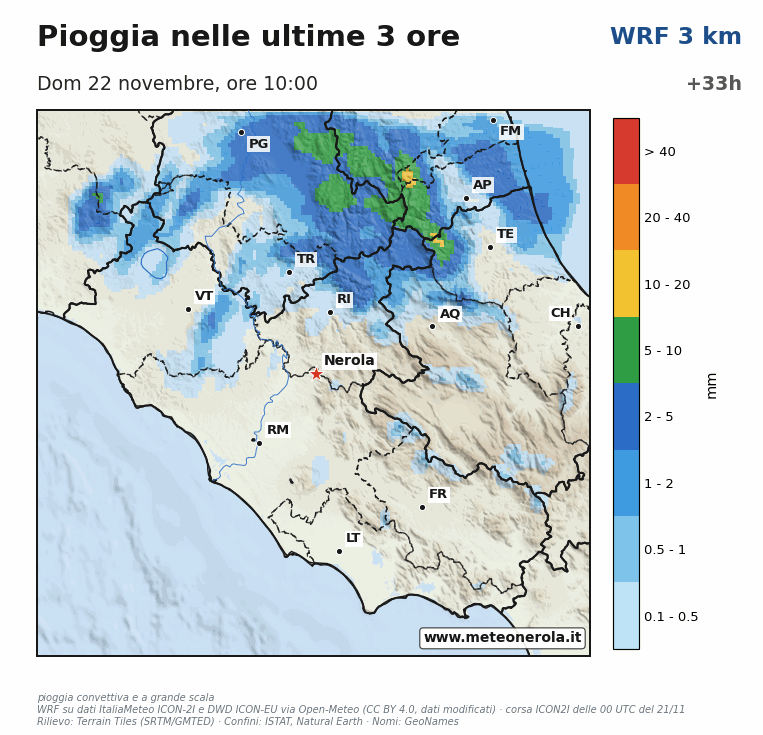 Pioggia nelle ultime 3 ore
WRF 3 km
Dom 22 novembre, ore 10:00
+33h
PG
FM
AP
TE
TR
RI
VT
AQ
CH.
Nerola
RM
FR
LT
www.meteonerola.it
> 40
20 - 40
10 - 20
5 - 10
2 - 5
1 - 2
0.5 - 1
0.1 - 0.5
mm
pioggia convettiva e a grande scala
WRF su dati ItaliaMeteo ICON-2I e DWD ICON-EU via Open-Meteo (CC BY 4.0, dati modificati) · corsa ICON2I delle 00 UTC del 21/11
Rilievo: Terrain Tiles (SRTM/GMTED) · Confini: ISTAT, Natural Earth · Nomi: GeoNames